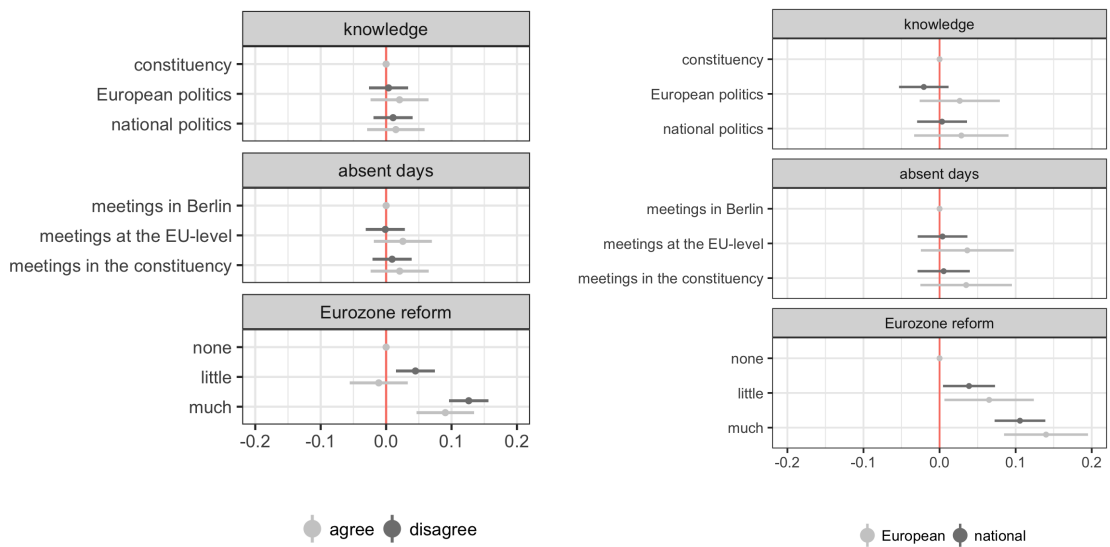 knowledge
constituency
European politics
national politics
absent days
meetings in Berlin
meetings at the EU-level
meetings in the constituency
Eurozone reform
none
little
much
-0.2 -0.1 0.0 0.1 0.2
agree disagree
knowledge
constituency
European politics
national politics
absent days
meetings in Berlin
meetings at the EU-level
meetings in the constituency
Eurozone reform
none
little
much
-0.2 -0.1 0.0 0.1 0.2
European national